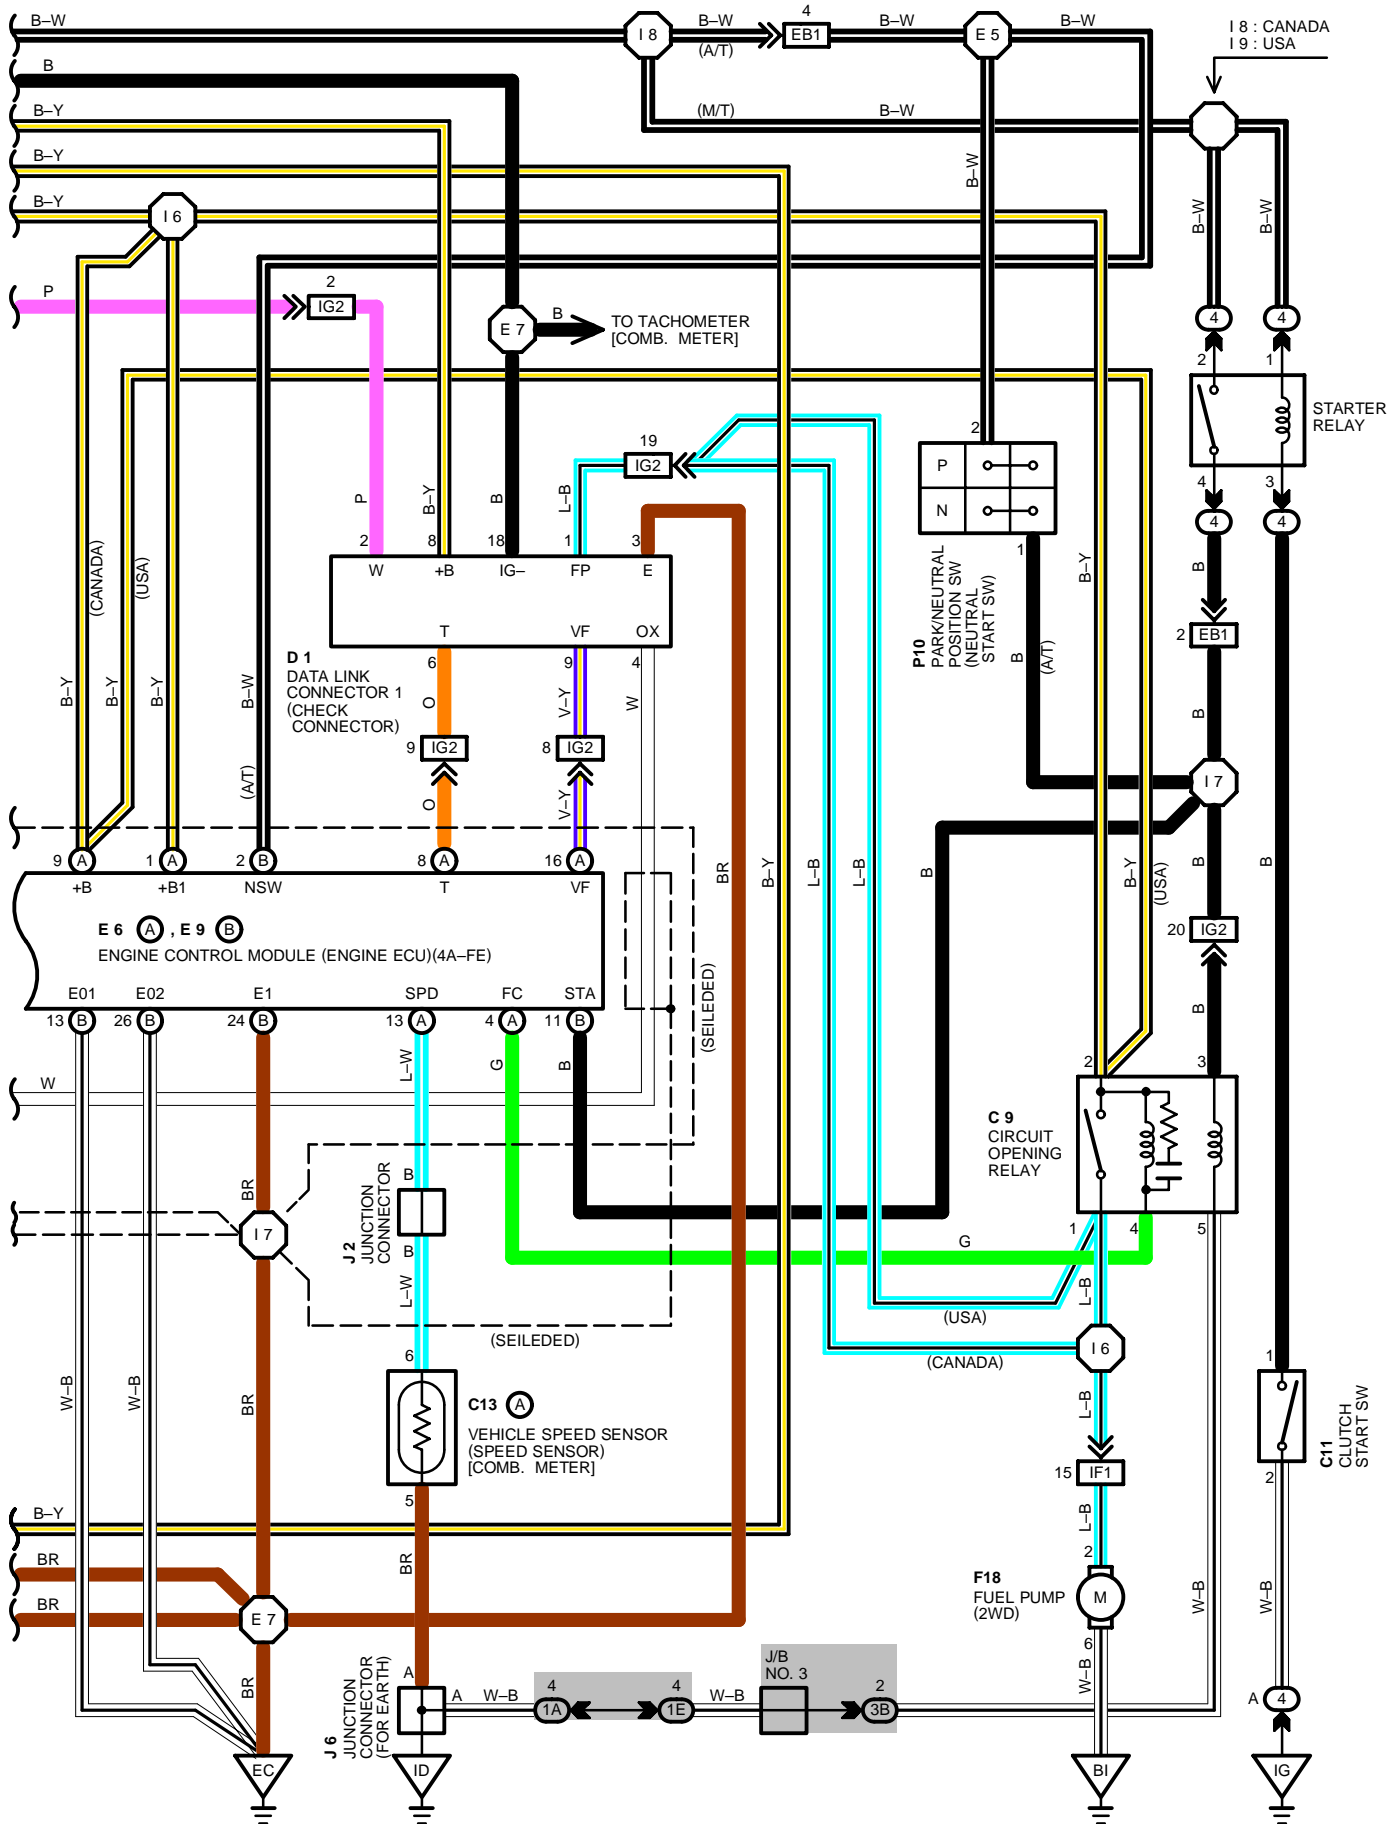 B–W
I 8
B–W
(A/T)
4
EB1
B–W
E 5
B–W
I 8 : CANADA
I 9 : USA
B
B–Y
(M/T)
B–W
B–Y
B–W
B–Y
I 6
B–W
B–W
P
2
IG2
E 7
B
TO TACHOMETER
[COMB. METER]
4
4
2
1
STARTER
RELAY
19
IG2
2
P
N
4
3
4
4
P
B–Y
B
L–B
2
8
18
1
3
W
+B
IG–
FP
E
T
VF
OX
1
B–Y
B
(CANADA)
(USA)
D 1
DATA LINK
CONNECTOR 1
(CHECK
CONNECTOR)
6
9
4
P10
PARK/NEUTRAL
POSITION SW
(NEUTRAL
START SW)
B
(A/T)
2
EB1
B–Y
B–Y
B–Y
B–W
O
V–Y
W
B
9
IG2
8
IG2
(A/T)
O
V–Y
I 7
9
A
1
A
2
B
8
A
16
A
+B
+B1
NSW
T
VF
BR
B–Y
L–B
L–B
B
B–Y
(USA)
B
B
E 6
A
, E 9
B
ENGINE CONTROL MODULE (ENGINE ECU)(4A–FE)
20
IG2
E01
E02
E1
SPD
FC
STA
13
B
26
B
24
B
13
A
4
A
11
B
(SEILEDED)
B
L–W
G
B
2
3
W
C 9
CIRCUIT
OPENING
RELAY
BR
B
J 2
JUNCTION
CONNECTOR
I 7
B
1
4
5
G
L–W
L–B
(USA)
(SEILEDED)
I 6
(CANADA)
6
1
W–B
W–B
BR
C13
A
VEHICLE SPEED SENSOR
(SPEED SENSOR)
[COMB. METER]
L–B
C11
CLUTCH
START SW
15
IF1
2
5
B–Y
L–B
BR
BR
2
F18
FUEL PUMP
(2WD)
M
BR
E 7
W–B
W–B
6
BR
J 6
JUNCTION
CONNECTOR
(FOR EARTH)
A
A
W–B
4
1A
4
1E
W–B
J/B
NO. 3
2
3B
W–B
A
4
EC
ID
BI
IG